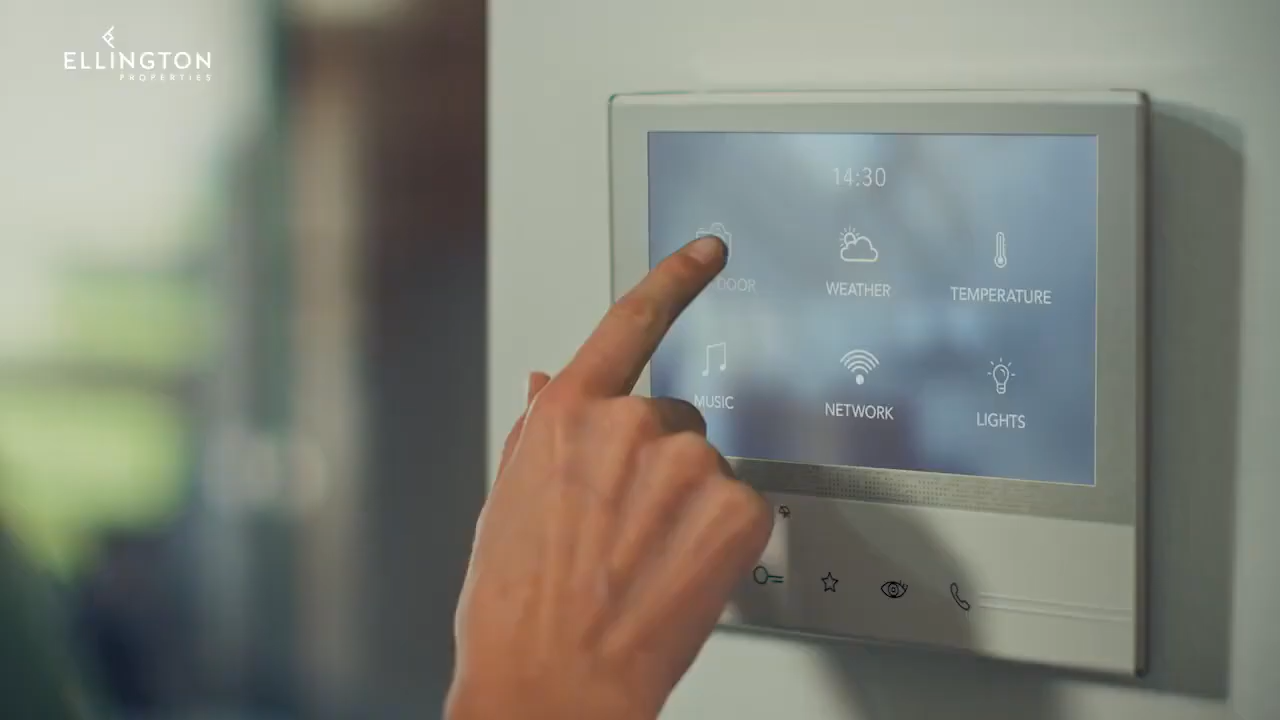 ELLINGTON
PROPERTIES
14:30
DOOR
WEATHER
TEMPERATURE
MUSIC
NETWORK
LIGHTS